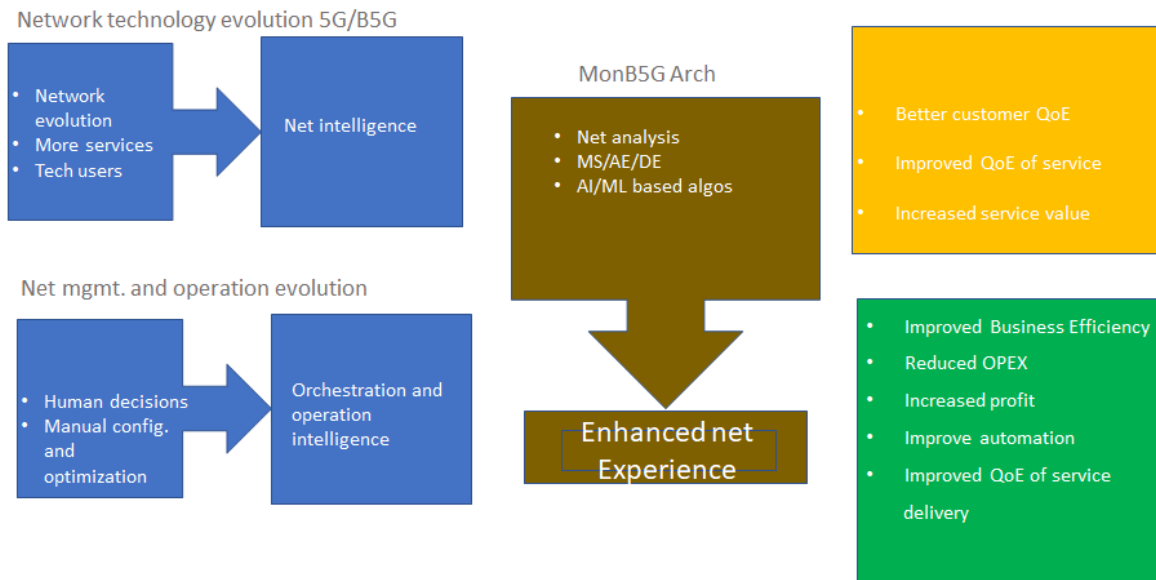 Network technology evolution 5G/B5G
• Network
evolution
• More services
• Tech users
Net intelligence
Net mgmt. and operation evolution
• Human decisions
• Manual config.
and
optimization
Orchestration and
operation
intelligence
MonB5G Arch
• Net analysis
• MS/AE/DE
• AI/ML based algos
Enhanced net
Experience
• Better customer QoE
• Improved QoE of service
• Increased service value
• Improved Business Efficiency
• Reduced OPEX
• Increased profit
• Improve automation
• Improved QoE of service
delivery